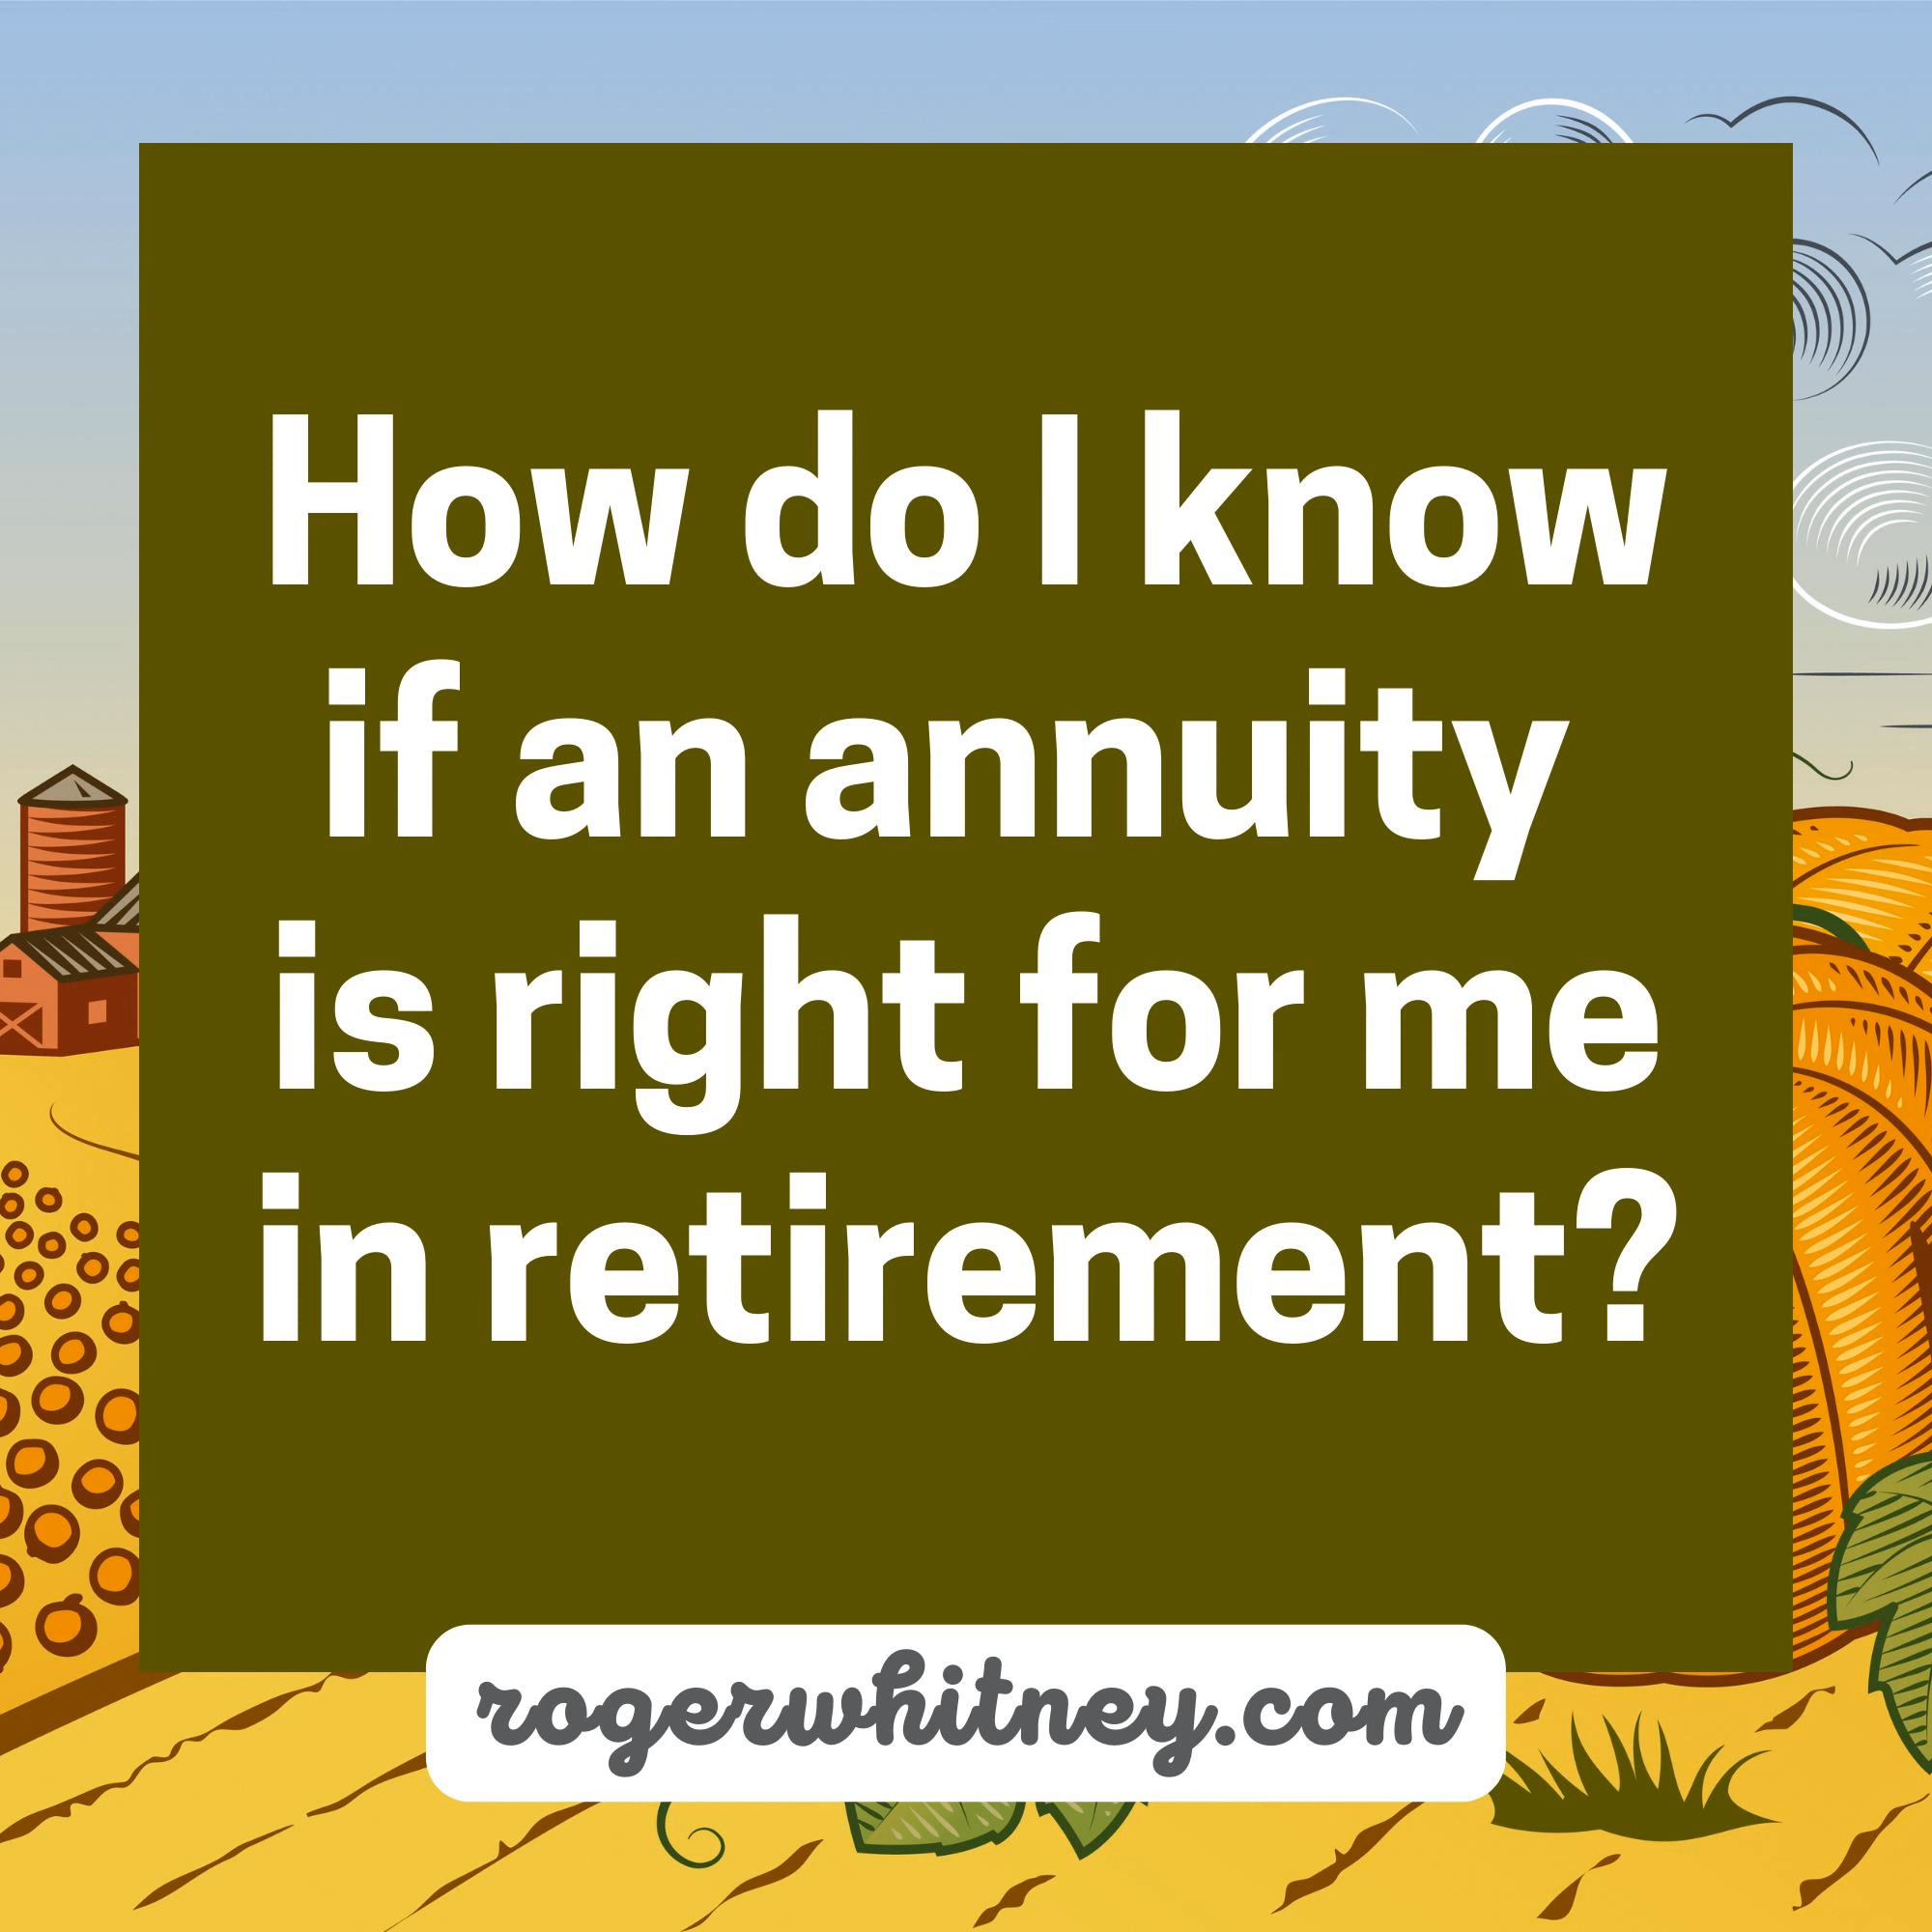 How do I know
if an annuity
is right for me
in retirement?
rogerwhitney.com